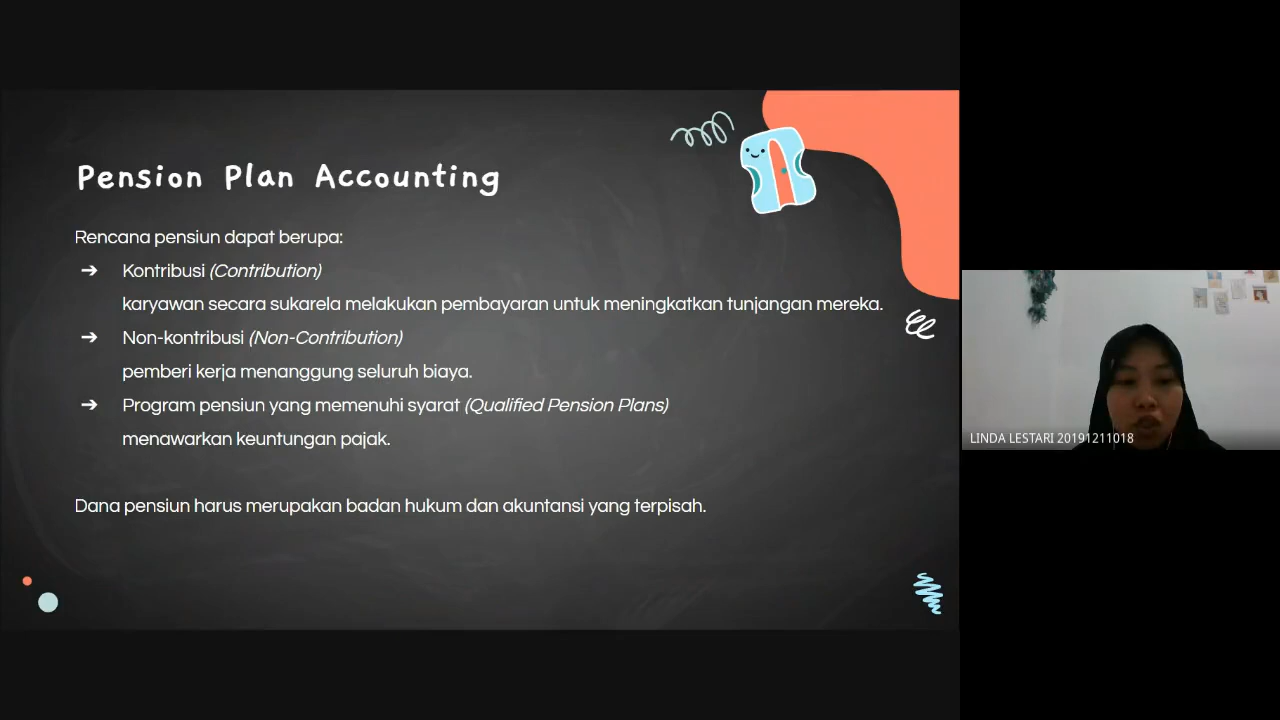 Pension Plan Accounting
Rencana pensiun dapat berupa:
➔ Kontribusi (Contribution)
karyawan secara sukarela melakukan pembayaran untuk meningkatkan tunjangan mereka.
➔ Non-kontribusi (Non-Contribution)
pemberi kerja menanggung seluruh biaya.
➔ Program pensiun yang memenuhi syarat (Qualified Pension Plans)
menawarkan keuntungan pajak.
Dana pensiun harus merupakan badan hukum dan akuntansi yang terpisah.
LINDA LESTARI 20191211018